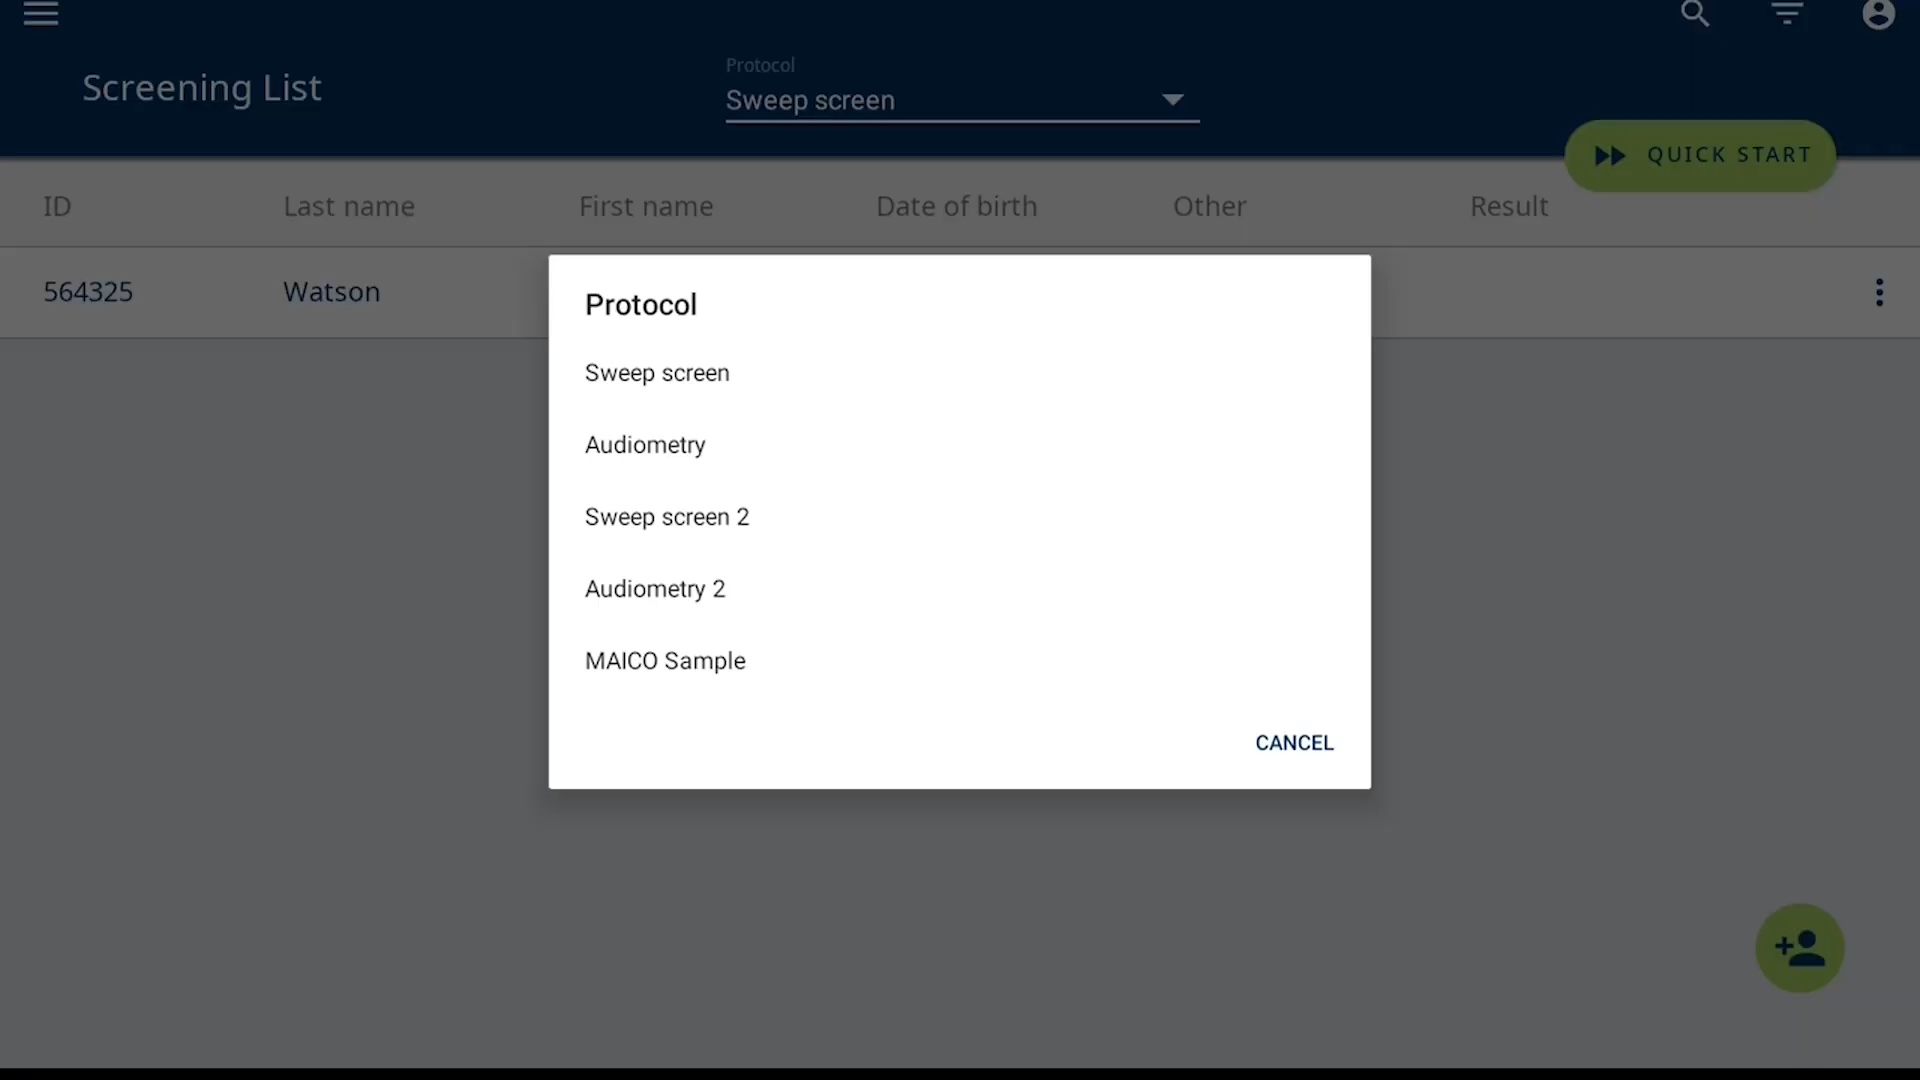 Screening List
Protocol
Sweep screen
QUICK START
ID Last name First name Date of birth Other Result
564325 Watson
Protocol
Sweep screen
Audiometry
Sweep screen 2
Audiometry 2
MAICO Sample
CANCEL